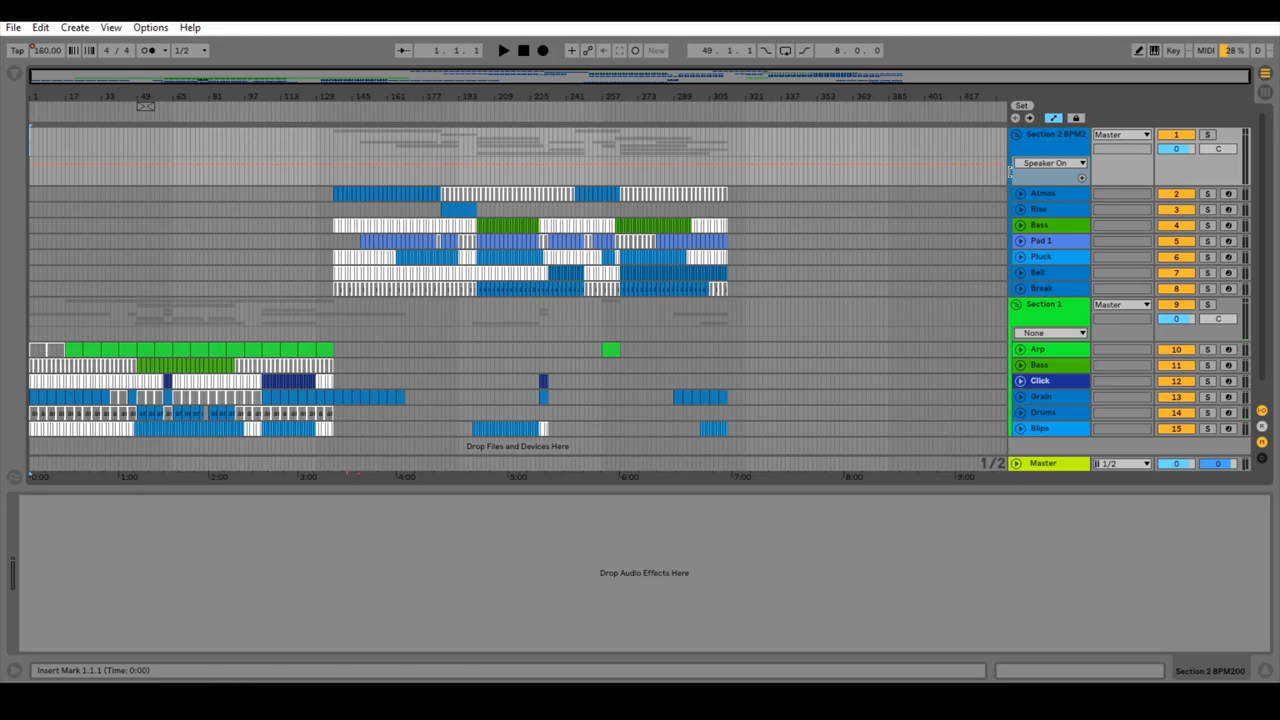 File Edit Create View Options Help
Tap 160.00 4 / 4 1/2 1. 1. 1 New 49. 1. 1 8. 0. 0 Key MIDI 28 % D
1 17 33 49 65 81 97 113 129 145 161 177 193 209 225 241 257 273 289 305 321 337 353 369 385 401 417
Set
Section 2 BPM2 Master 1 S
0 C
Speaker On
Atmos 2 S
Rise 3 S
Bass 4 S
Pad 1 5 S
Pluck 6 S
Bell 7 S
Break 8 S
Section 1 Master 9 S
0 C
None
Arp 10 S
Bass 11 S
Click 12 S
Grain 13 S
Drums 14 S
Blips 15 S
Drop Files and Devices Here
1/2 Master 1/2 0 0
0:00 1:00 2:00 3:00 4:00 5:00 6:00 7:00 8:00 9:00
Drop Audio Effects Here
Insert Mark 1.1.1 (Time: 0:00) Section 2 BPM200